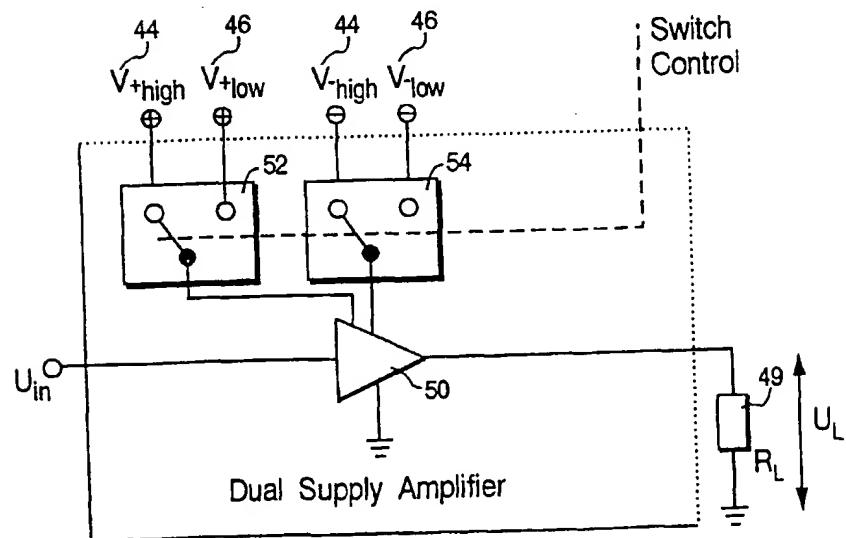 44 46 44 46
V+high V+low V-high V-low
Switch
Control
52 54
Uin
50
49
UL
RL
Dual Supply Amplifier